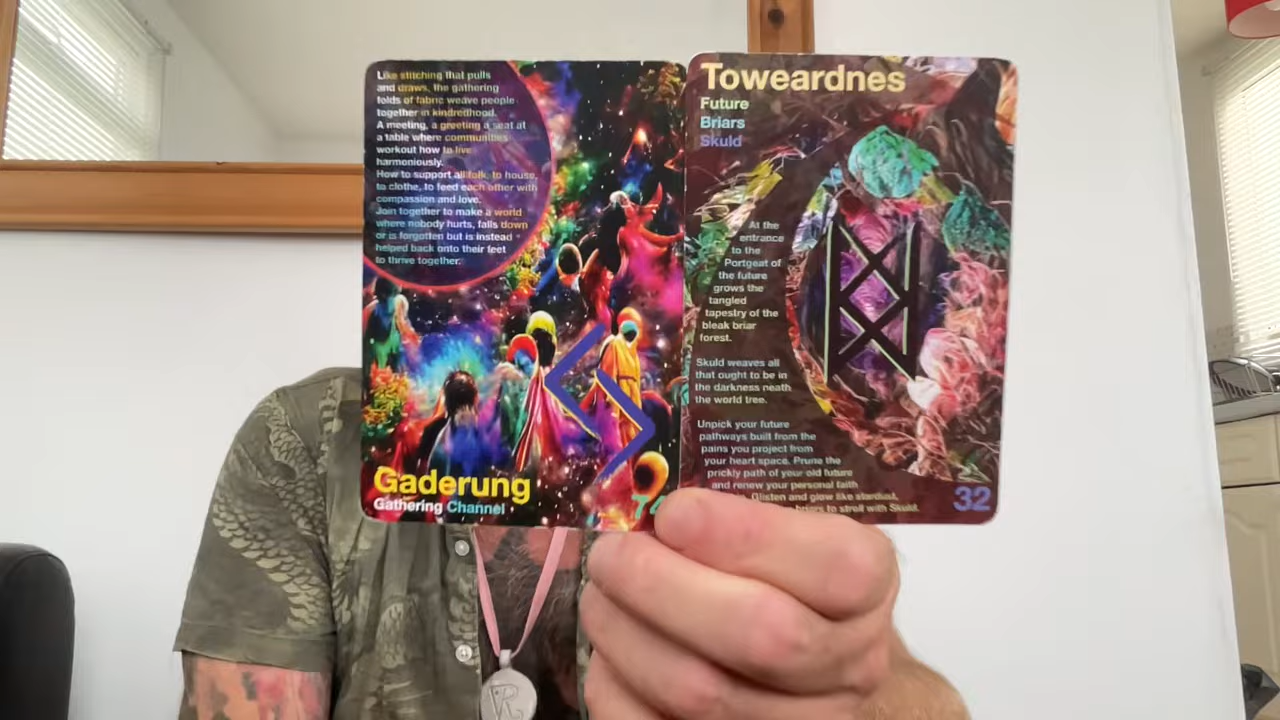 Like stitching that pulls
and draws, the gathering
folds of fabric weave people
together in kindredhood.
A meeting, a greeting a seat at
a table where communities
workout how to live
harmoniously.
How to support all folk, to house,
to clothe, to feed each other with
compassion and love.
Join together to make a world
where nobody hurts, falls down
or is forgotten but is instead
helped back onto their feet
to thrive together.
Gaderung
Gathering Channel
Toweardnes
Future
Briars
Skuld
At the
entrance
to the
Portgeat of
the future
grows the
tangled
tapestry of the
bleak briar
forest.
Skuld weaves all
that ought to be in
the darkness neath
the world tree.
Unpick your future
pathways built from the
pains you project from
your heart space. Prune the
prickly path of your old future
and renew your personal faith
Glisten and glow like stardust,
briars to stroll with Skuld.
32
R